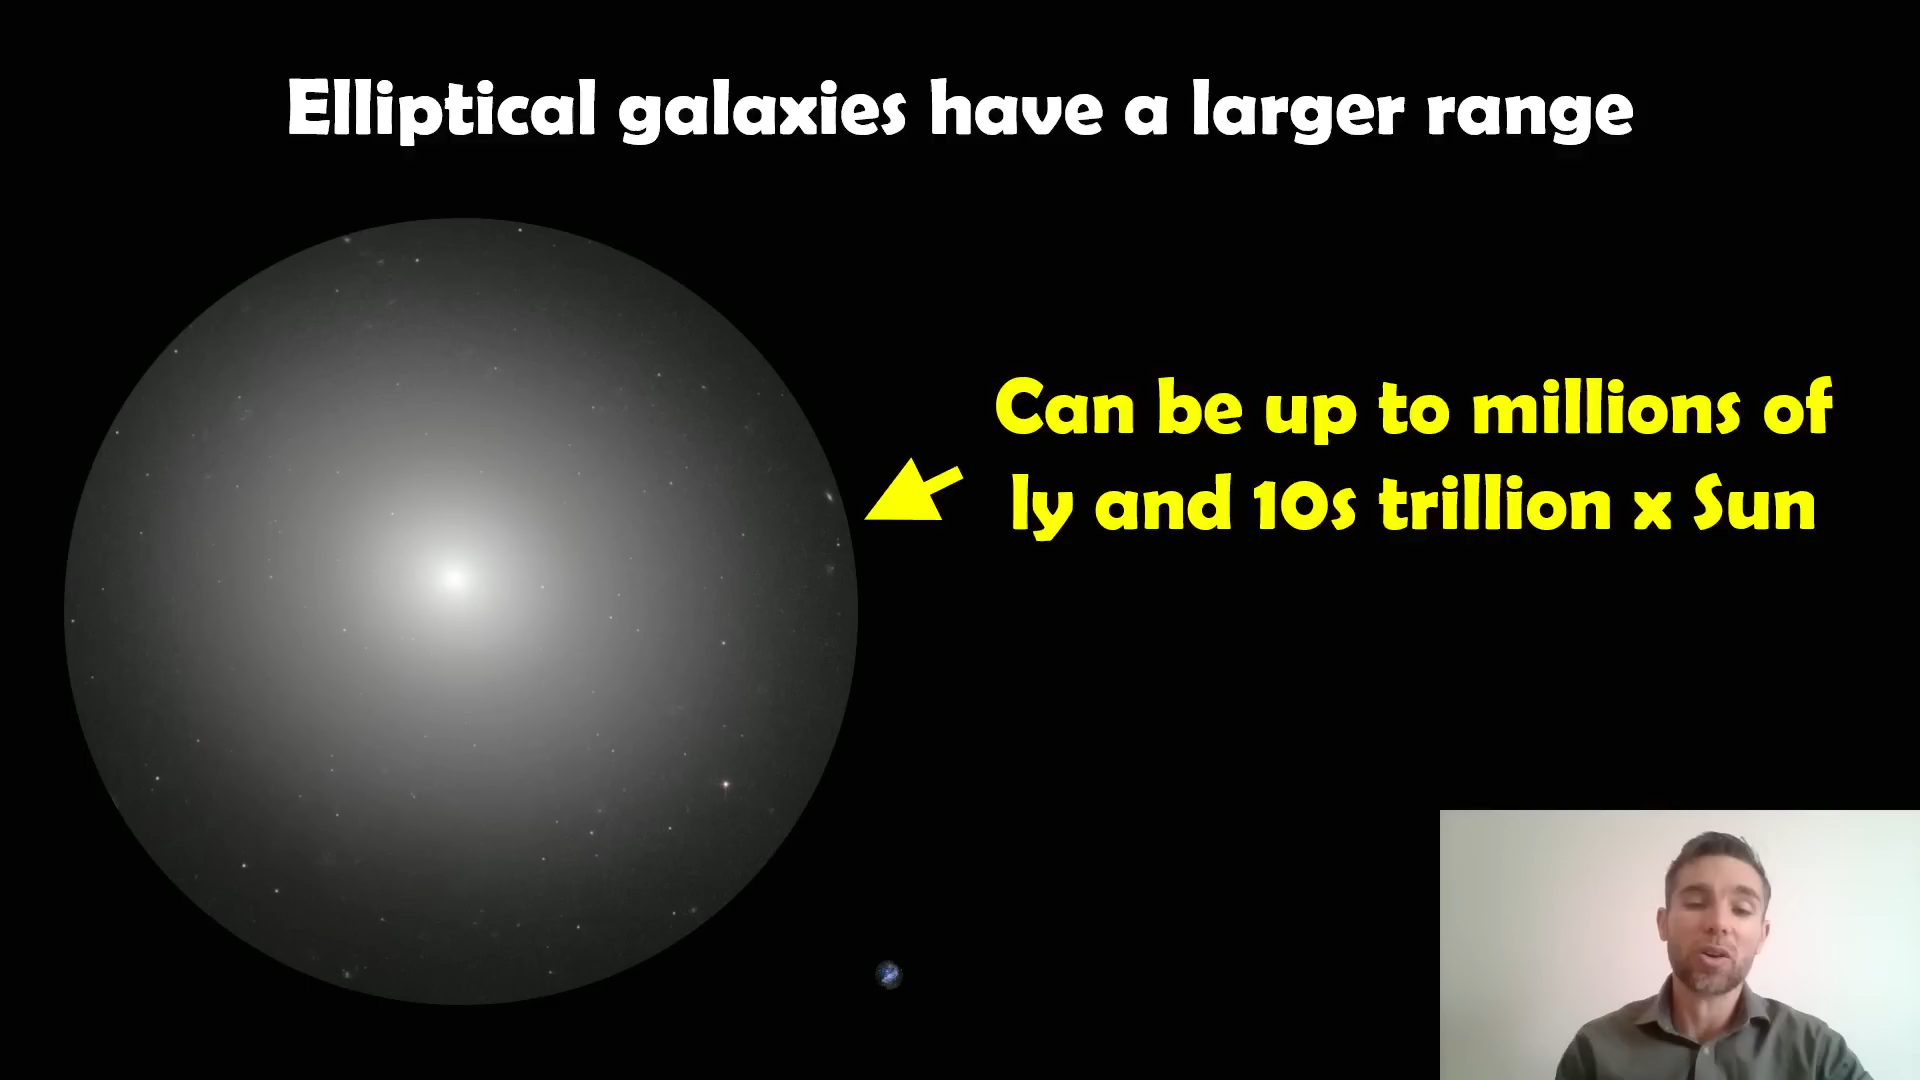 Elliptical galaxies have a larger range
Can be up to millions of
ly and 10s trillion x Sun